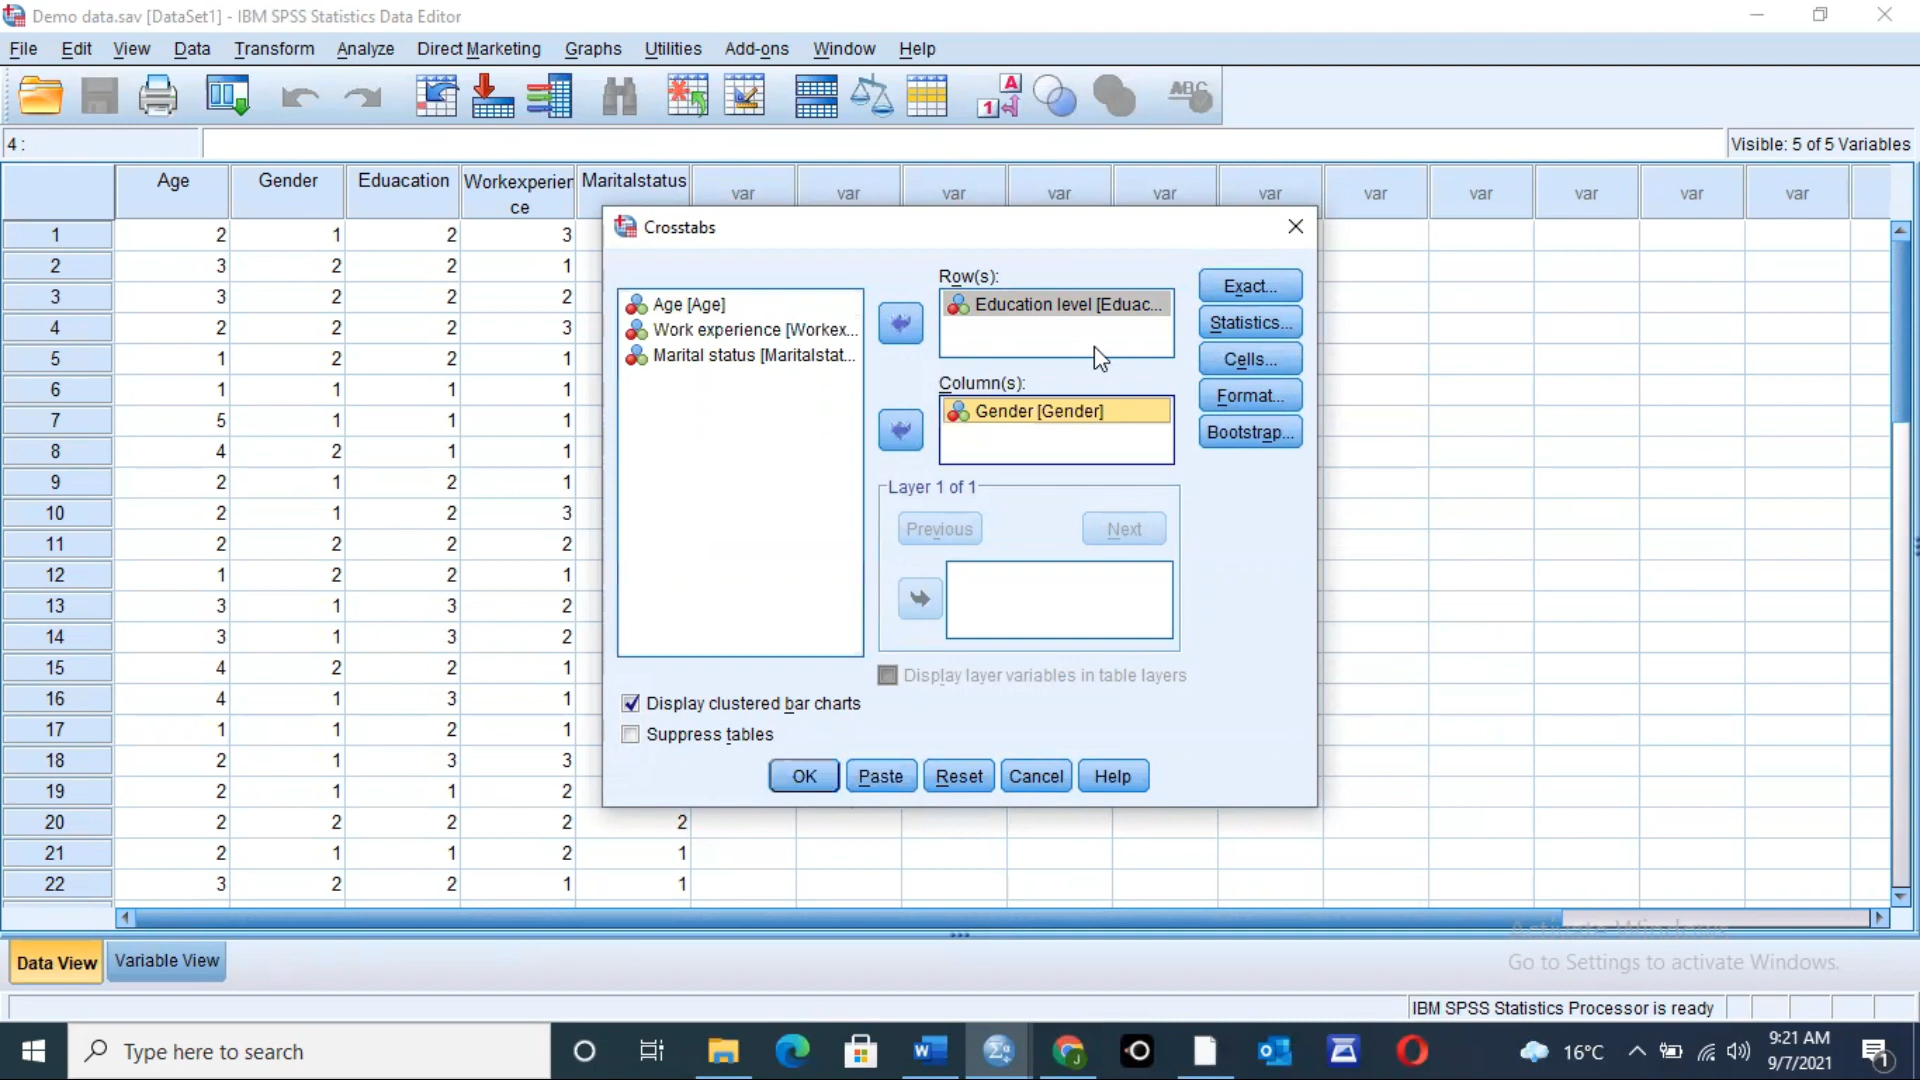 Demo data.sav [DataSet1] - IBM SPSS Statistics Data Editor
File Edit View Data Transform Analyze Direct Marketing Graphs Utilities Add-ons Window Help
1 A ABC
4 : Visible: 5 of 5 Variables
Age Gender Eduacation Workexperien Maritalstatus var var var var var var var var var var var
ce
1 2 1 2 3
2 3 2 2 1
3 3 2 2 2
4 2 2 2 3
5 1 2 2 1
6 1 1 1 1
7 5 1 1 1
8 4 2 1 1
9 2 1 2 1
10 2 1 2 3
11 2 2 2 2
12 1 2 2 1
13 3 1 3 2
14 3 1 3 2
15 4 2 2 1
16 4 1 3 1
17 1 1 2 1
18 2 1 3 3
19 2 1 1 2
20 2 2 2 2 2
21 2 1 1 2 1
22 3 2 2 1 1
Crosstabs
Age [Age]
Work experience [Workex...
Marital status [Maritalstat...
Row(s):
Education level [Eduac...
Column(s):
Gender [Gender]
Layer 1 of 1
Previous Next
Display layer variables in table layers
Exact...
Statistics...
Cells...
Format...
Bootstrap...
Display clustered bar charts
Suppress tables
OK Paste Reset Cancel Help
Activate Windows
Go to Settings to activate Windows.
Data View Variable View
IBM SPSS Statistics Processor is ready
Type here to search
16°C
9:21 AM
9/7/2021
1